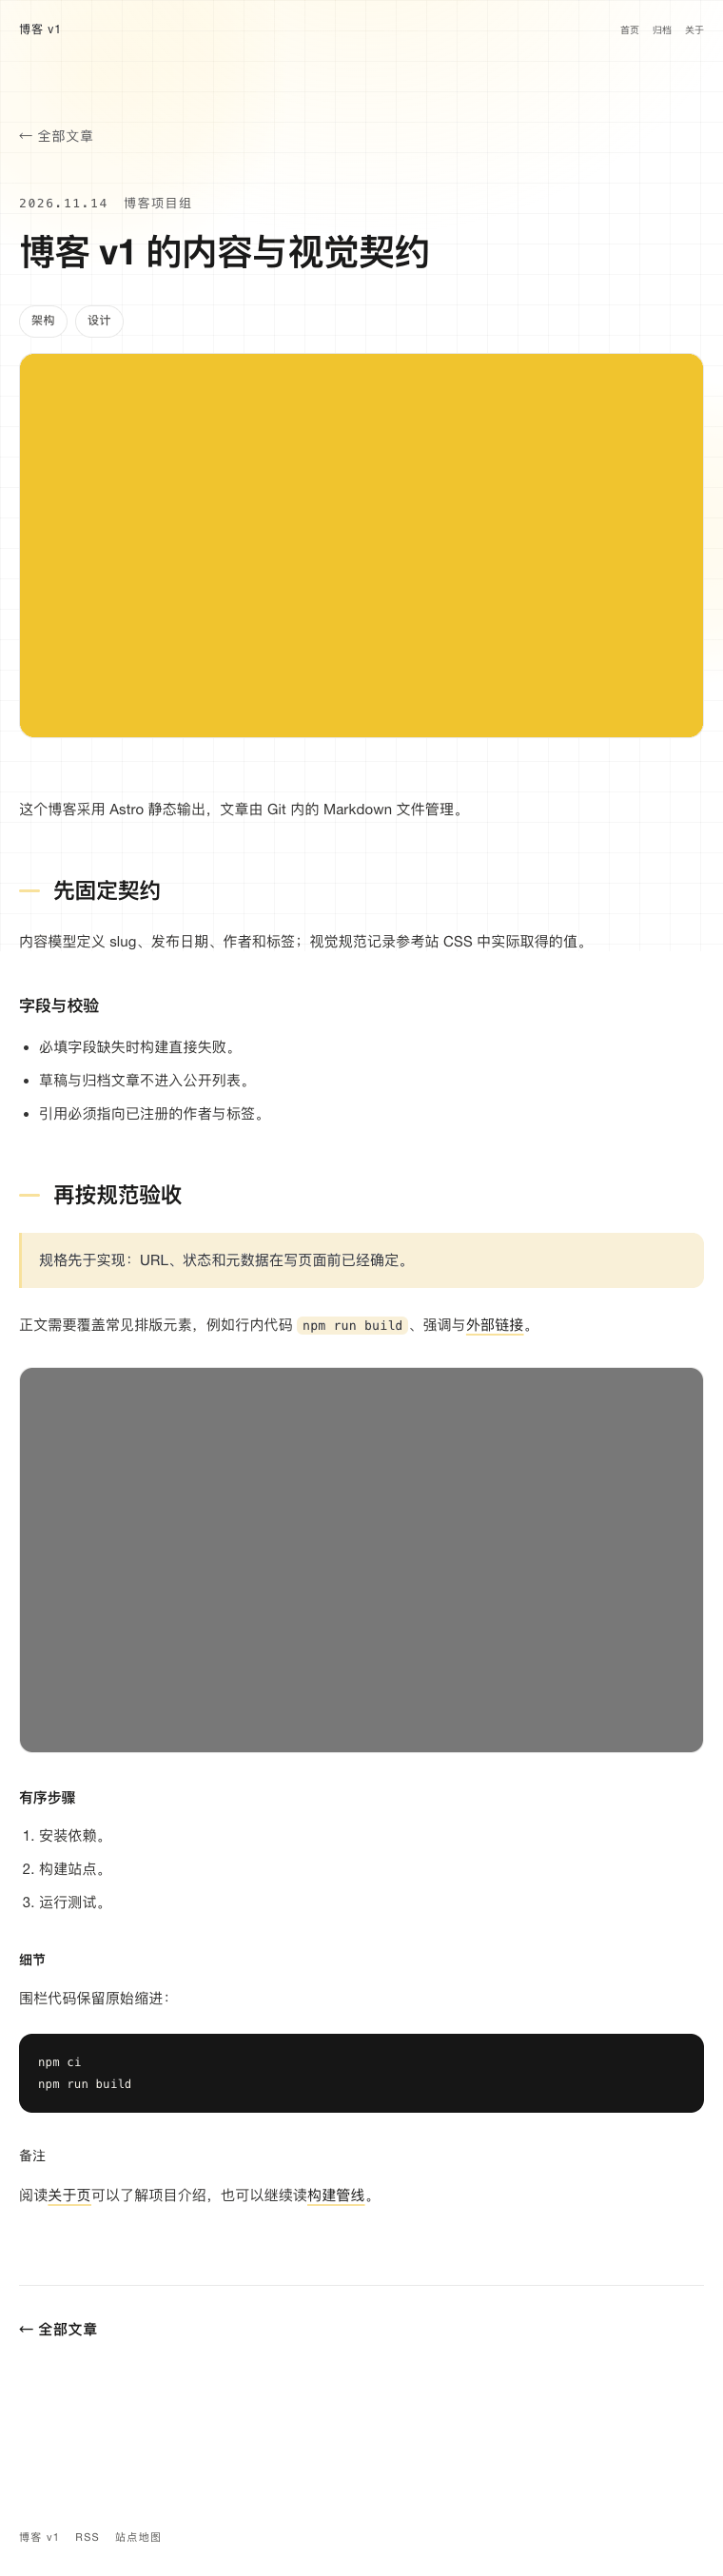 博客 v1
首页 归档 关于
← 全部文章
2026.11.14 博客项目组
博客 v1 的内容与视觉契约
架构 设计
这个博客采用 Astro 静态输出，文章由 Git 内的 Markdown 文件管理。
先固定契约
内容模型定义 slug、发布日期、作者和标签；视觉规范记录参考站 CSS 中实际取得的值。
字段与校验
• 必填字段缺失时构建直接失败。
• 草稿与归档文章不进入公开列表。
• 引用必须指向已注册的作者与标签。
再按规范验收
规格先于实现：URL、状态和元数据在写页面前已经确定。
正文需要覆盖常见排版元素，例如行内代码 npm run build、强调与外部链接。
有序步骤
1. 安装依赖。
2. 构建站点。
3. 运行测试。
细节
围栏代码保留原始缩进：
npm ci
npm run build
备注
阅读关于页可以了解项目介绍，也可以继续读构建管线。
← 全部文章
博客 v1 RSS 站点地图